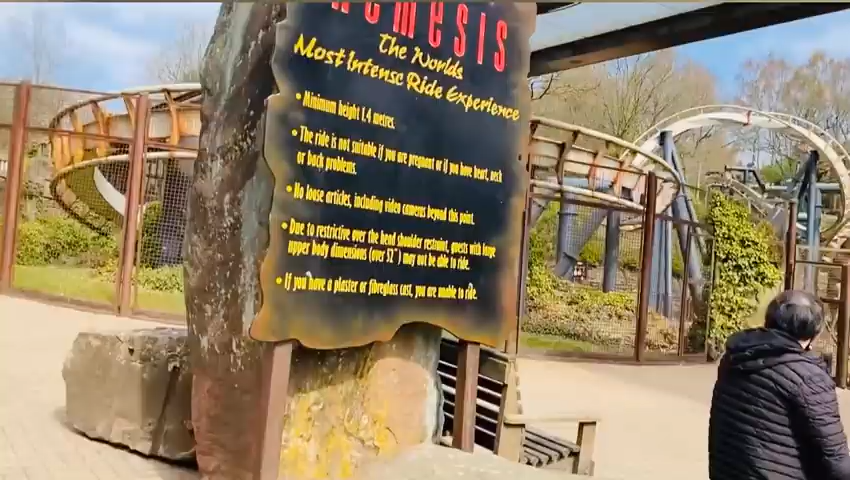 nemesis
The Worlds
Most Intense Ride Experience
• Minimum height 1.4 metres.
• The ride is not suitable if you are pregnant or if you have heart, neck
or back problems.
• No loose articles, including video cameras beyond this point.
• Due to restrictive over the head shoulder restraint, guests with large
upper body dimensions (over 52") may not be able to ride.
• If you have a plaster or fibreglass cast, you are unable to ride.